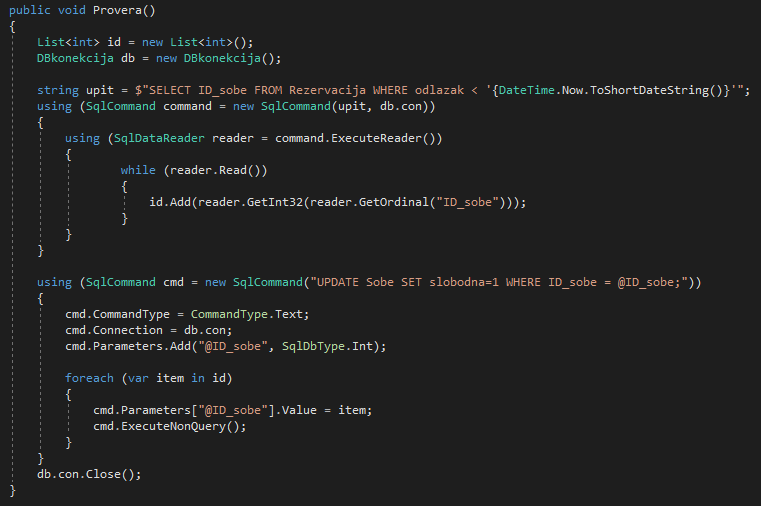 public void Provera()
{
    List<int> id = new List<int>();
    DBkonekcija db = new DBkonekcija();

    string upit = $"SELECT ID_sobe FROM Rezervacija WHERE odlazak < '{DateTime.Now.ToShortDateString()}'";
    using (SqlCommand command = new SqlCommand(upit, db.con))
    {
        using (SqlDataReader reader = command.ExecuteReader())
        {
                while (reader.Read())
                {
                    id.Add(reader.GetInt32(reader.GetOrdinal("ID_sobe")));
                }
        }
    }

    using (SqlCommand cmd = new SqlCommand("UPDATE Sobe SET slobodna=1 WHERE ID_sobe = @ID_sobe;"))
    {
        cmd.CommandType = CommandType.Text;
        cmd.Connection = db.con;
        cmd.Parameters.Add("@ID_sobe", SqlDbType.Int);

        foreach (var item in id)
        {
            cmd.Parameters["@ID_sobe"].Value = item;
            cmd.ExecuteNonQuery();
        }
    }
    db.con.Close();
}